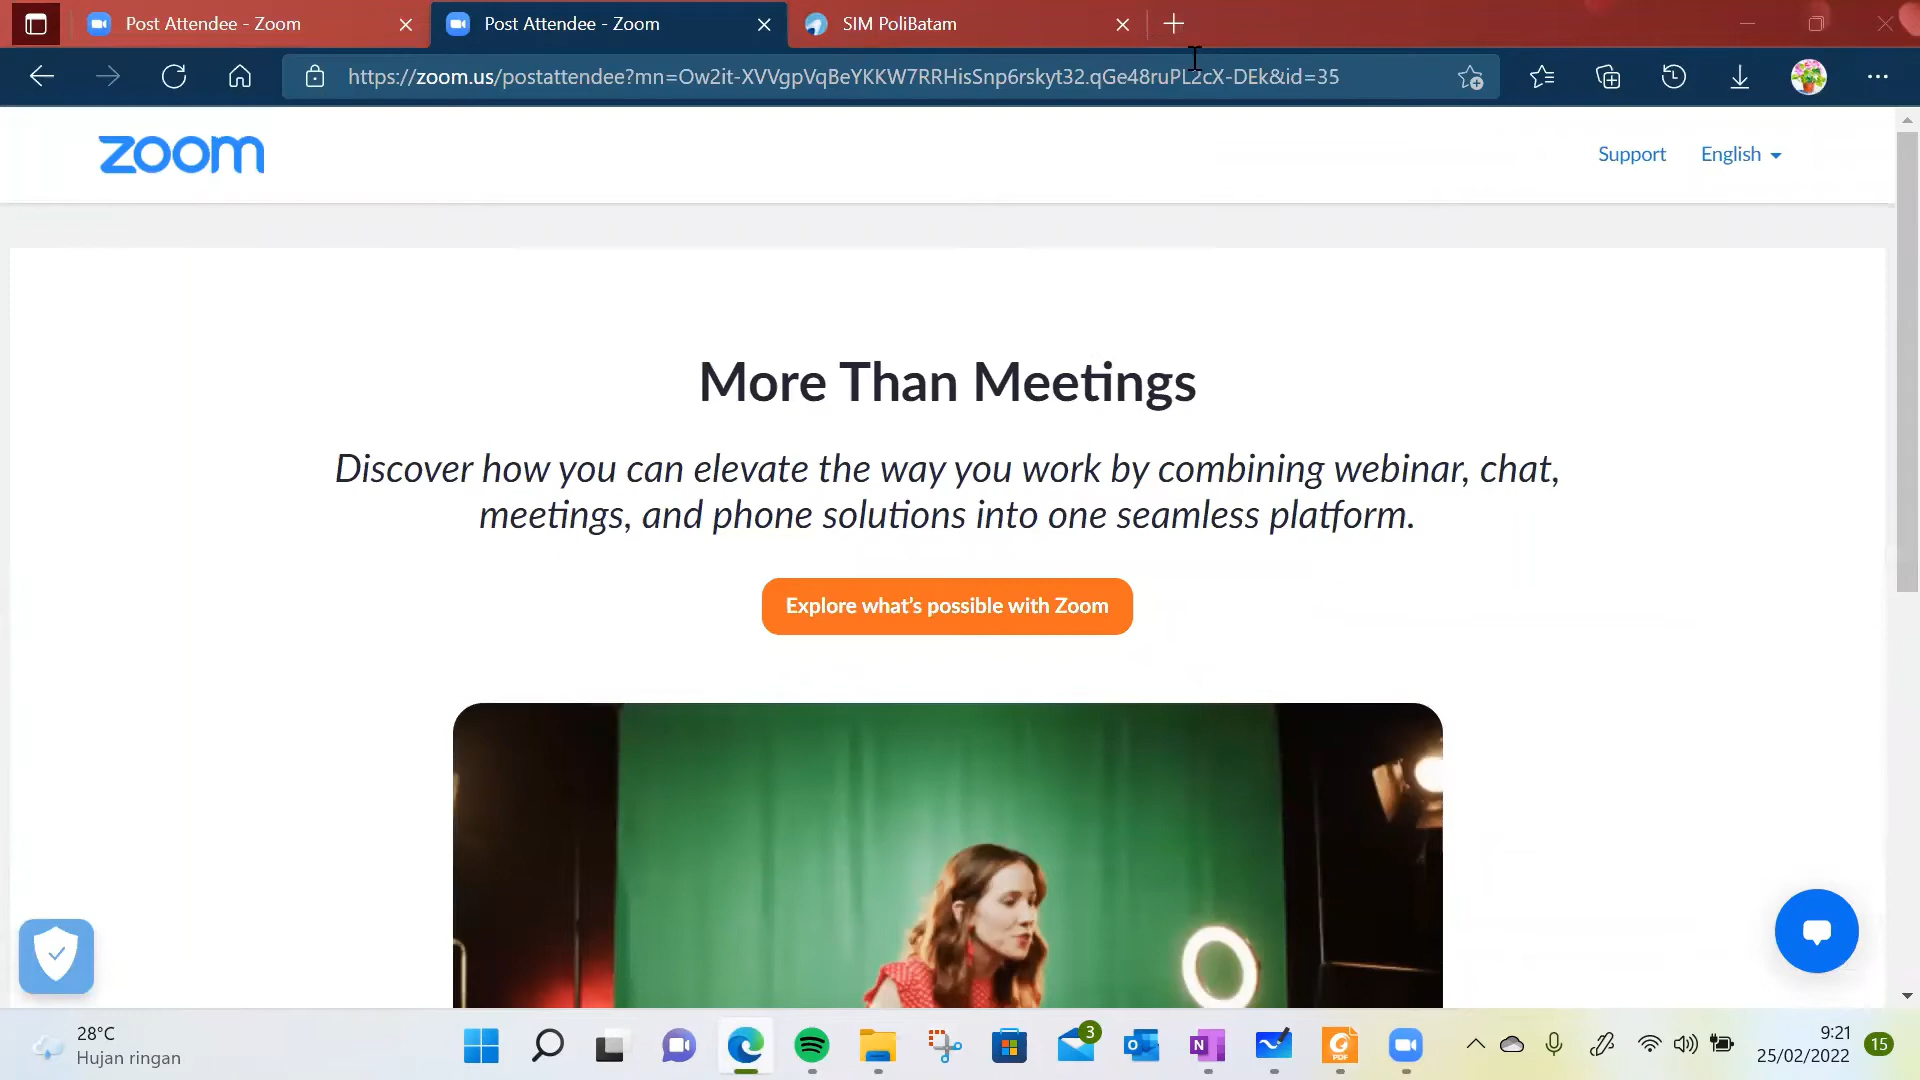 Post Attendee - Zoom
Post Attendee - Zoom
SIM PoliBatam
https://zoom.us/postattendee?mn=Ow2it-XVVgpVqBeYKKW7RRHisSnp6rskyt32.qGe48ruPL2cX-DEk&id=35
zoom
Support
English
More Than Meetings
Discover how you can elevate the way you work by combining webinar, chat,
meetings, and phone solutions into one seamless platform.
Explore what's possible with Zoom
28°C
Hujan ringan
3
O
N
PDF
9:21
25/02/2022
15